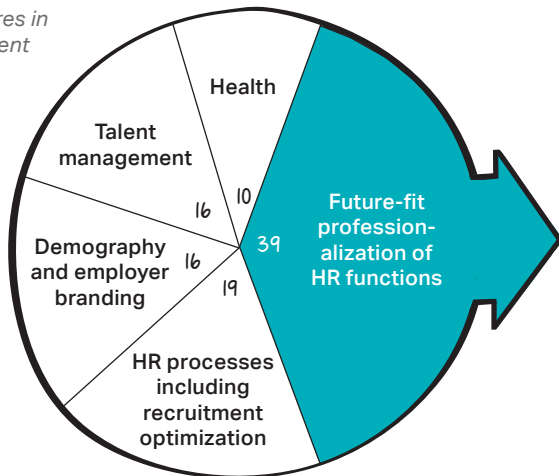 res in
ent
Health
10
Talent
management
16
Demography
and employer
branding
16
HR processes
including
recruitment
optimization
19
Future-fit
profession-
alization of
HR functions
39